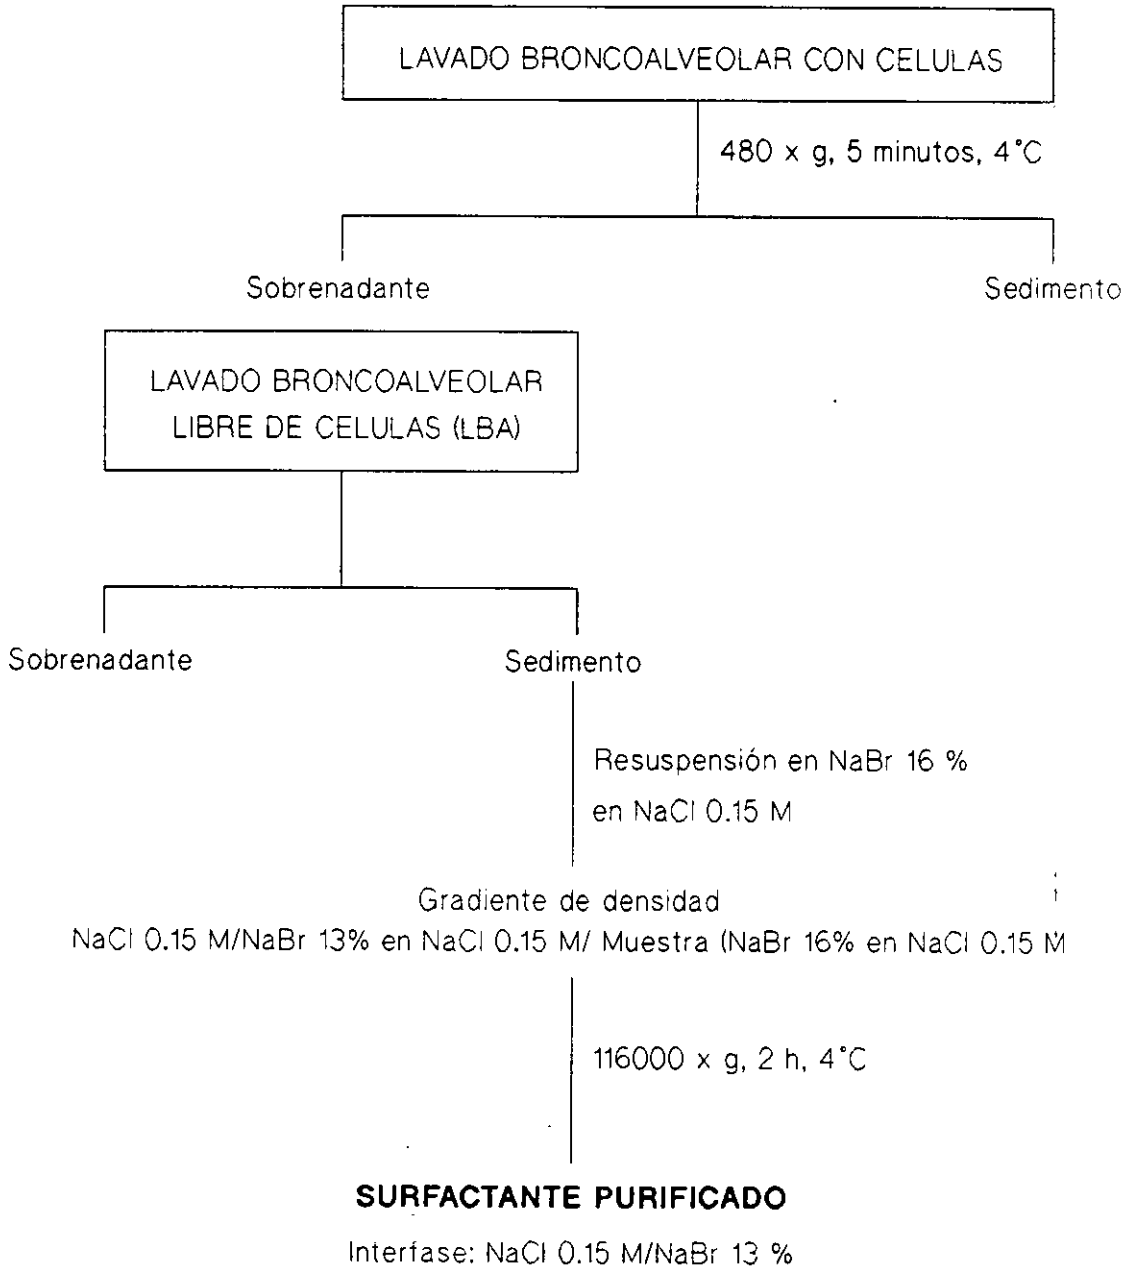 LAVADO BRONCOALVEOLAR CON CELULAS
480 x g, 5 minutos, 4°C
Sobrenadante
Sedimento
LAVADO BRONCOALVEOLAR
LIBRE DE CELULAS (LBA)
Sobrenadante
Sedimento
Resuspensión en NaBr 16 %
en NaCl 0.15 M
Gradiente de densidad
NaCl 0.15 M/NaBr 13% en NaCl 0.15 M/ Muestra (NaBr 16% en NaCl 0.15 M
116000 x g, 2 h, 4°C
SURFACTANTE PURIFICADO
Interfase: NaCl 0.15 M/NaBr 13 %